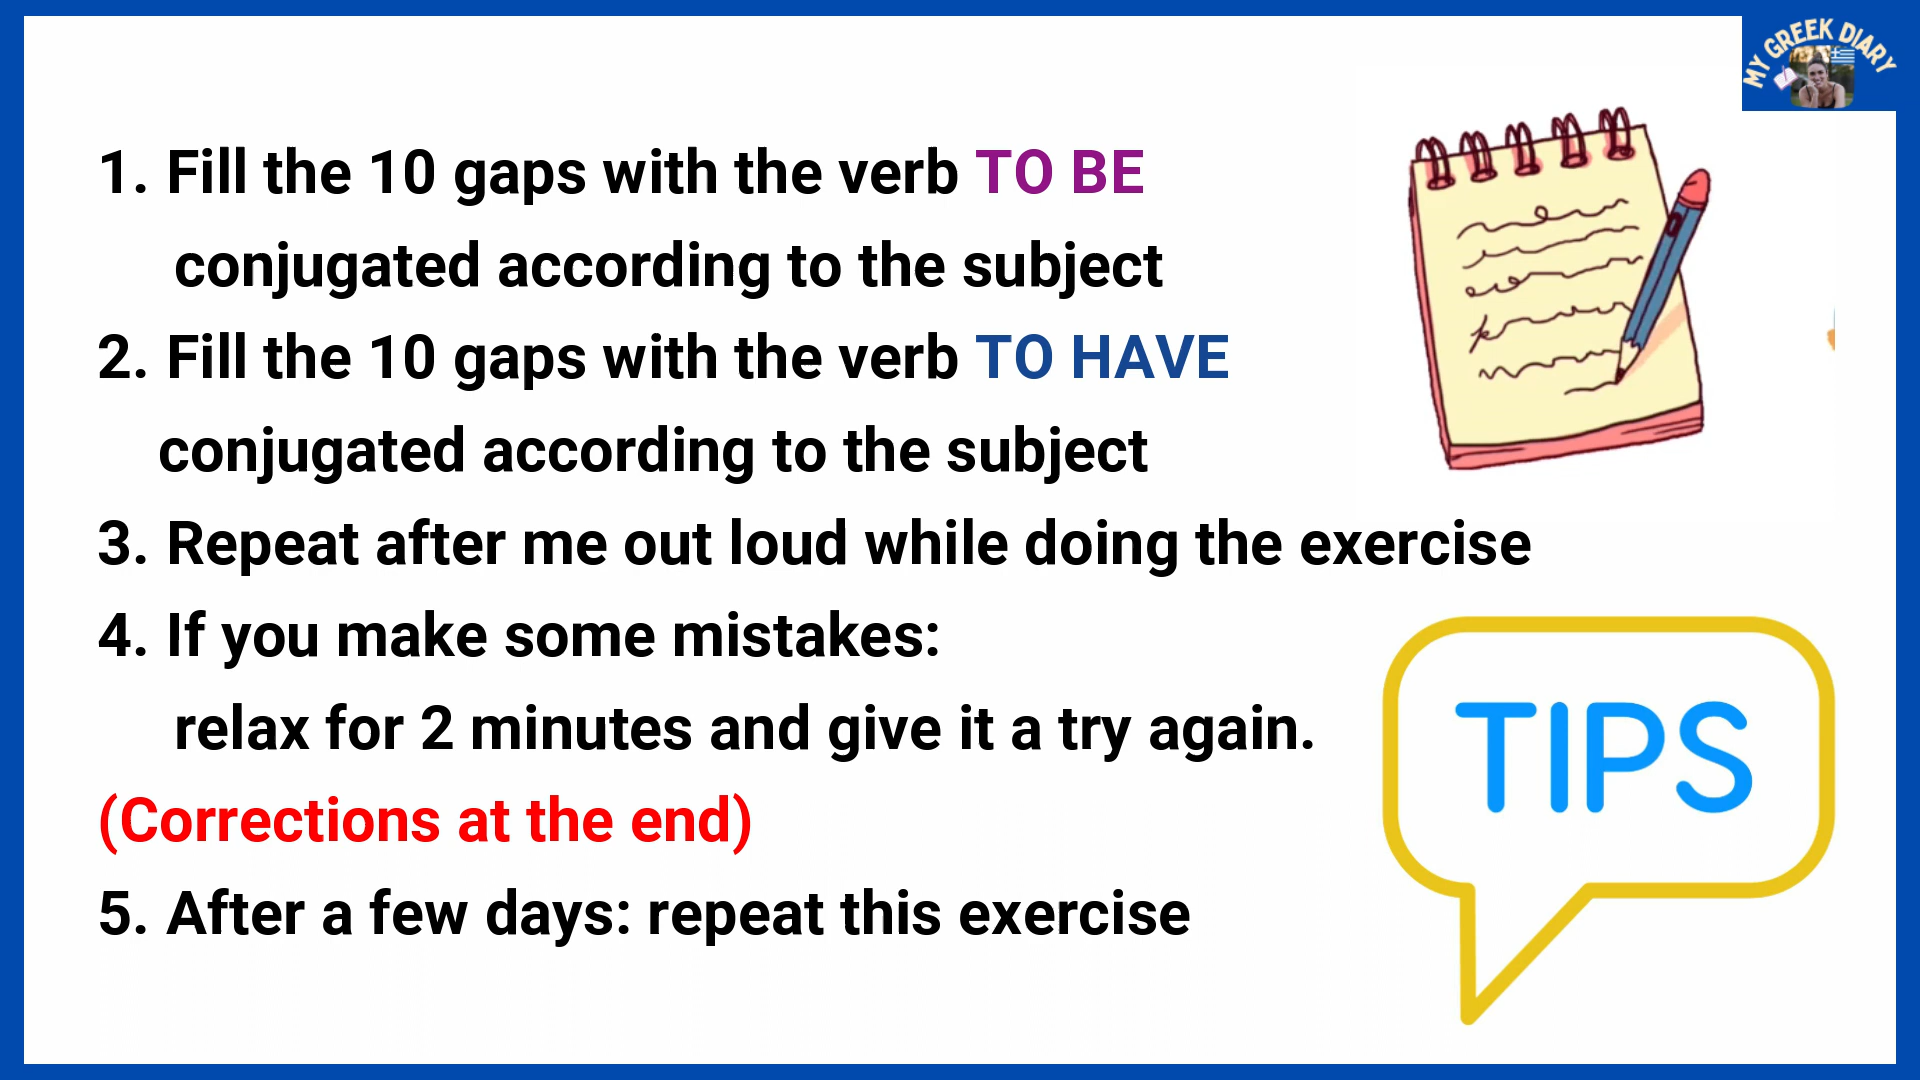 MY GREEK DIARY
1. Fill the 10 gaps with the verb TO BE
conjugated according to the subject
2. Fill the 10 gaps with the verb TO HAVE
conjugated according to the subject
3. Repeat after me out loud while doing the exercise
4. If you make some mistakes:
relax for 2 minutes and give it a try again.
(Corrections at the end)
5. After a few days: repeat this exercise
TIPS